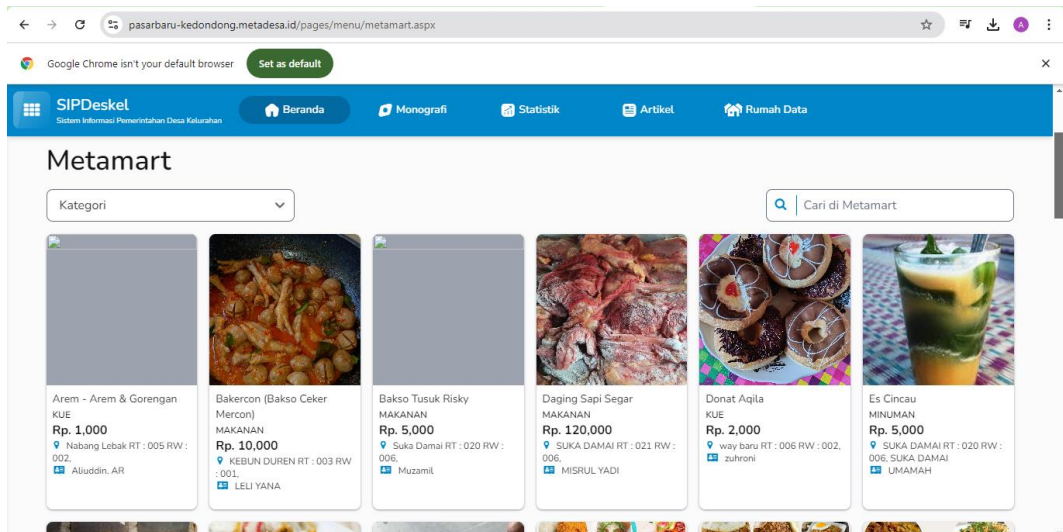 pasarbaru-kedondong.metadesa.id/pages/menu/metamart.aspx
A
Google Chrome isn't your default browser
Set as default
SIPDeskel
Sistem Informasi Pemerintahan Desa Kelurahan
Beranda
Monografi
Statistik
Artikel
Rumah Data
Metamart
Kategori
Cari di Metamart
Arem - Arem & Gorengan
KUE
Rp. 1,000
Nabang Lebak RT : 005 RW :
002,
Aliuddin. AR
Bakercon (Bakso Ceker
Mercon)
MAKANAN
Rp. 10,000
KEBUN DUREN RT : 003 RW
: 001,
LELI YANA
Bakso Tusuk Risky
MAKANAN
Rp. 5,000
Suka Damai RT : 020 RW :
006,
Muzamil
Daging Sapi Segar
MAKANAN
Rp. 120,000
SUKA DAMAI RT : 021 RW :
006,
MISRUL YADI
Donat Aqila
KUE
Rp. 2,000
way baru RT : 006 RW : 002,
zuhroni
Es Cincau
MINUMAN
Rp. 5,000
SUKA DAMAI RT : 020 RW :
006, SUKA DAMAI
UMAMAH